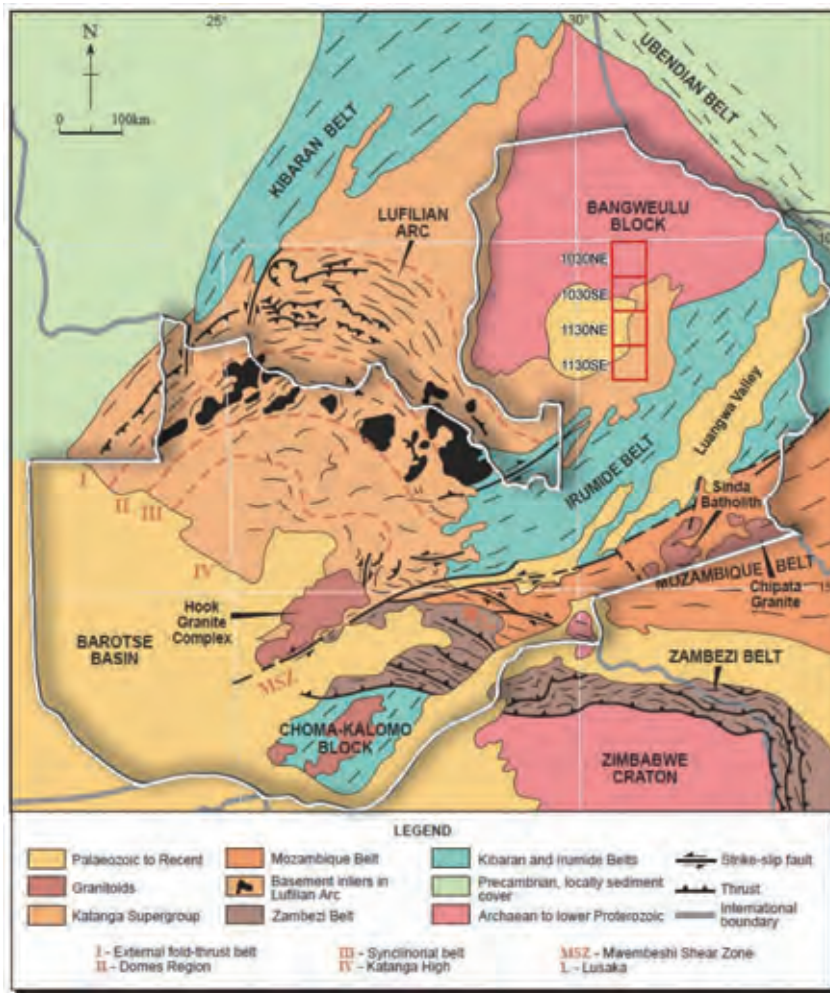 25°
30°
N
0 100km
KIBARAN BELT
UBENDIAN BELT
LUFILIAN
ARC
BANGWEULU
BLOCK
1030NE
1030SE
1130NE
1130SE
Luangwa Valley
IRUMIDE BELT
Sinda
Batholith
I
II
III
IV
MOZAMBIQUE BELT
Chipata
Granite
Hook
Granite
Complex
BAROTSE
BASIN
MSZ
ZAMBEZI BELT
CHOMA-KALOMO
BLOCK
ZIMBABWE
CRATON
LEGEND
Palaeozoic to Recent
Mozambique Belt
Kibaran and Irumide Belts
Strike-slip fault
Granitoids
Basement inliers in
Lufilian Arc
Precambrian, locally sediment
cover
Thrust
Katanga Supergroup
Zambezi Belt
Archaean to lower Proterozoic
International
boundary
I - External fold-thrust belt
III - Synclinorial belt
MSZ - Mwembeshi Shear Zone
II - Domes Region
IV - Katanga High
L - Lusaka